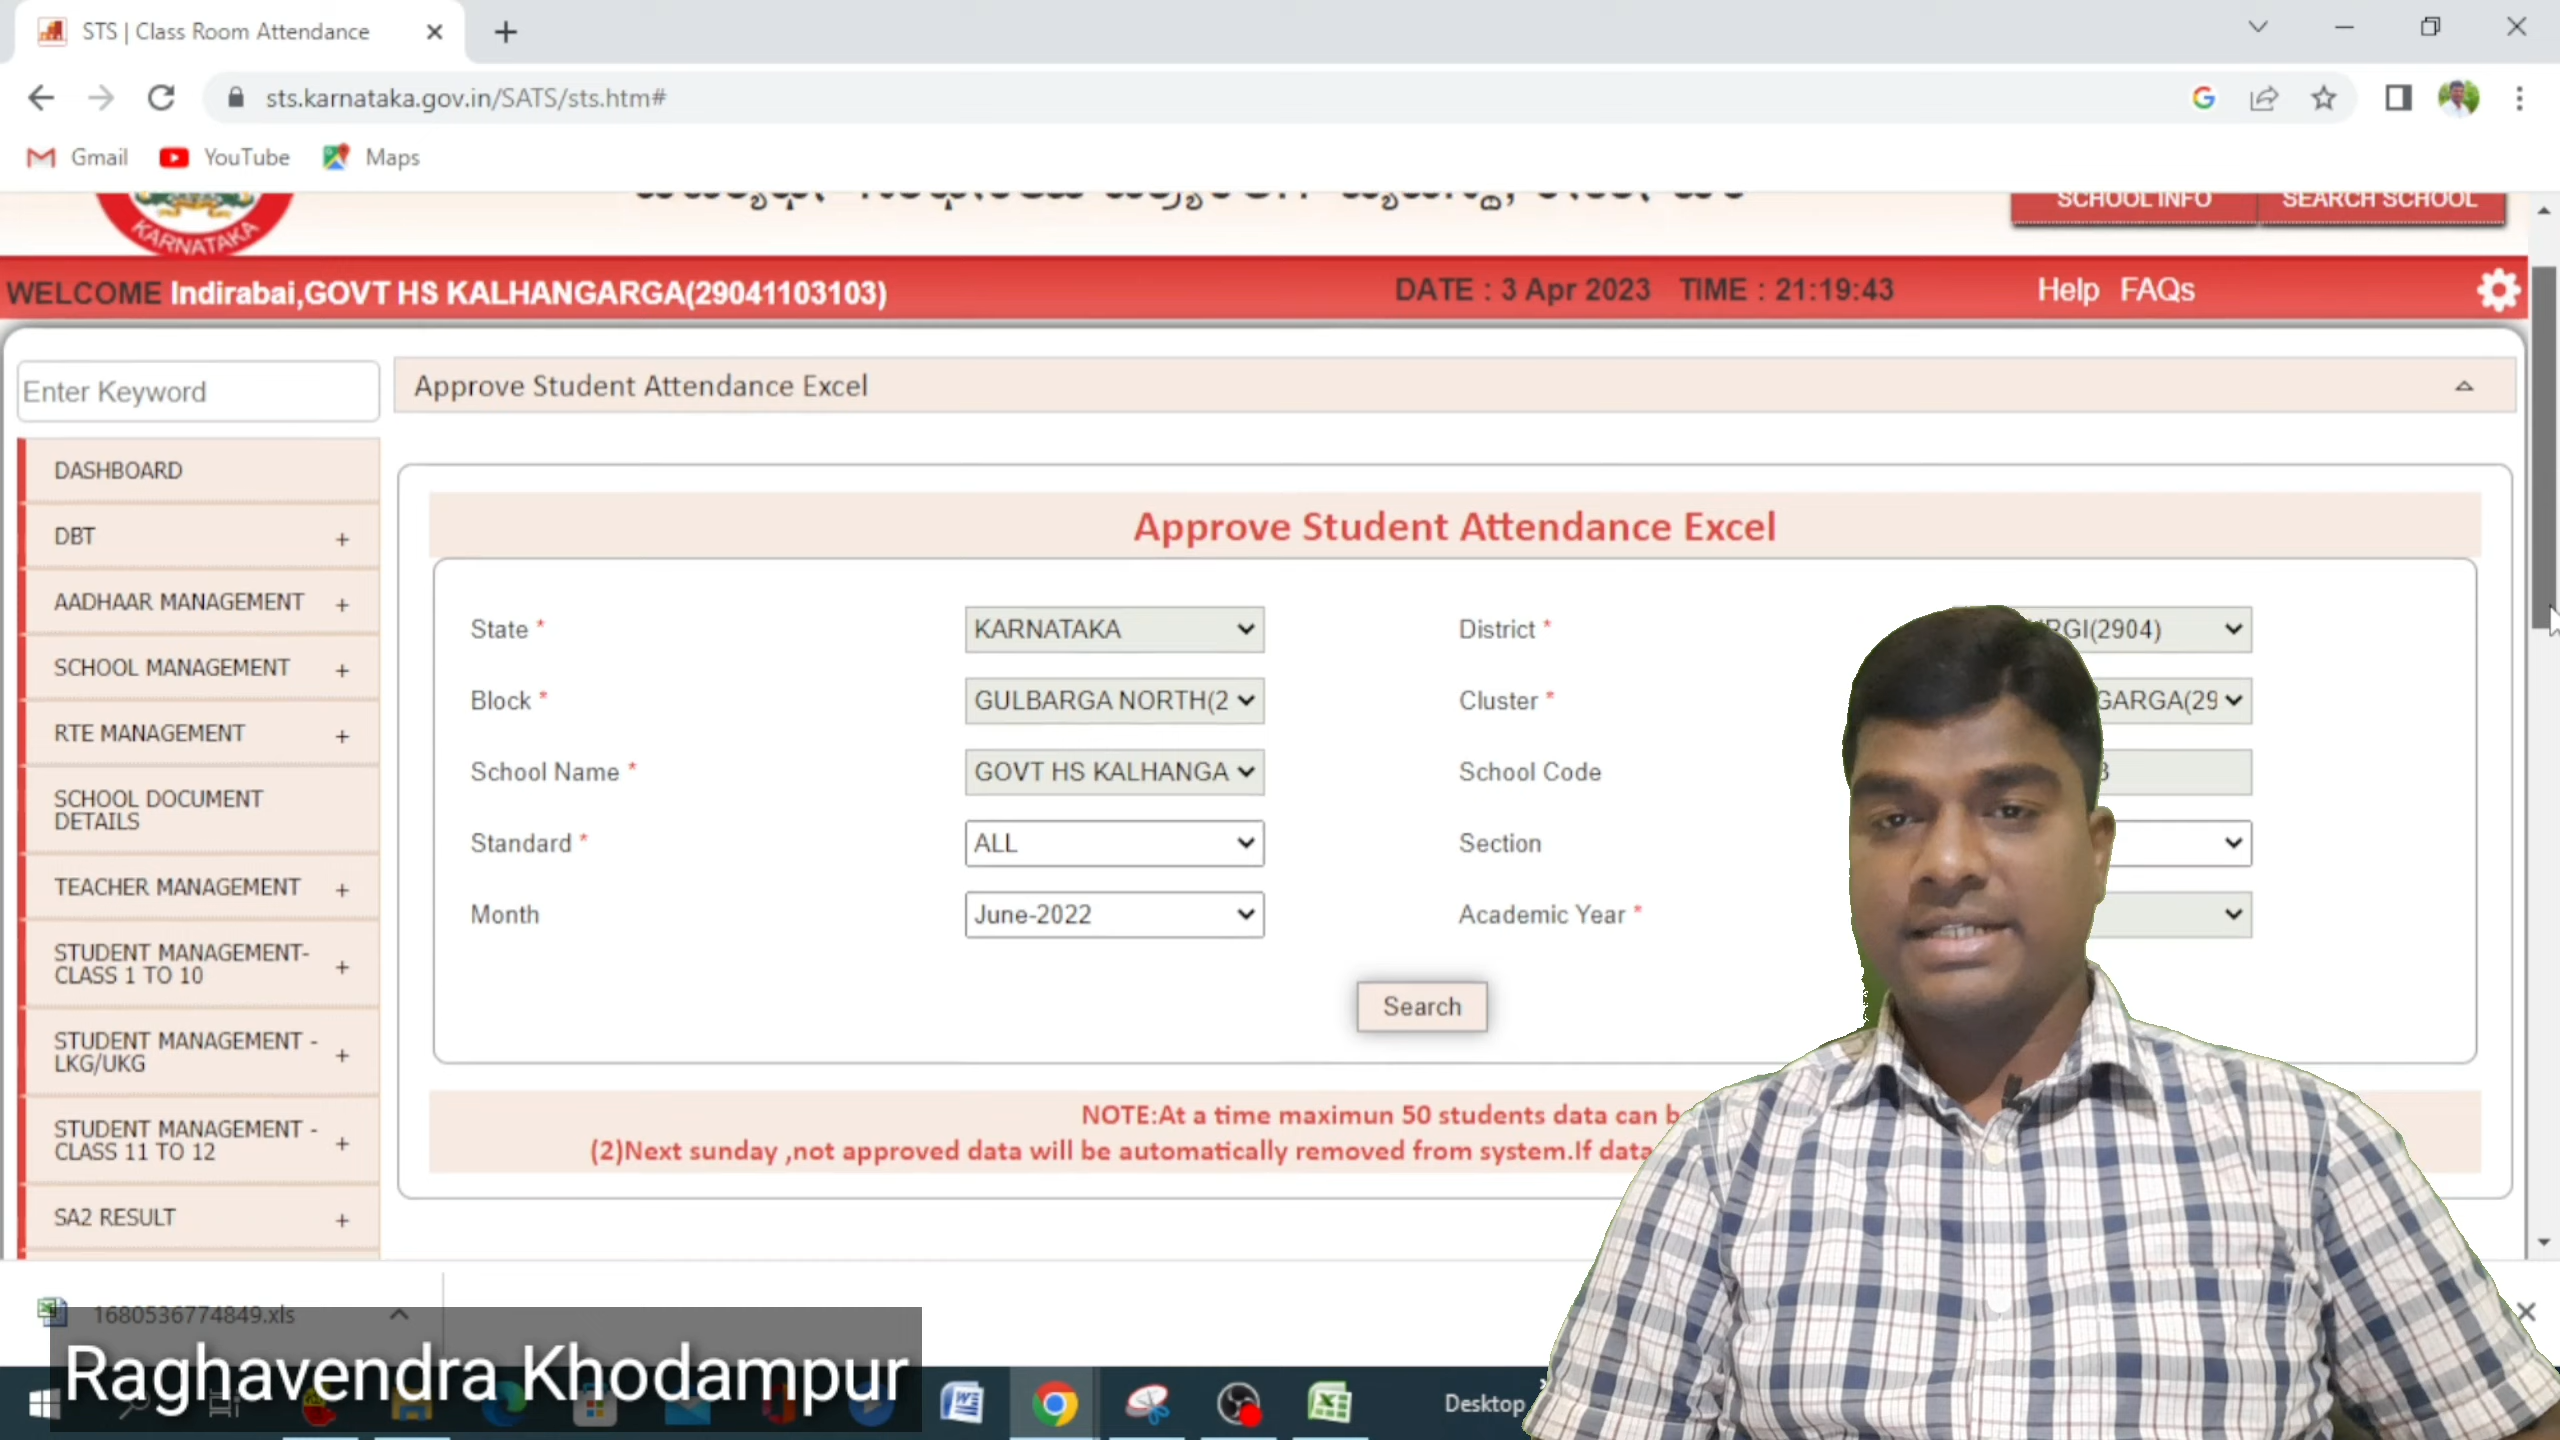 STS | Class Room Attendance
sts.karnataka.gov.in/SATS/sts.htm#
Gmail
YouTube
Maps
KARNATAKA
SCHOOL INFO
SEARCH SCHOOL
WELCOME Indirabai,GOVT HS KALHANGARGA(29041103103)
DATE : 3 Apr 2023 TIME : 21:19:43
Help FAQs
Enter Keyword
Approve Student Attendance Excel
DASHBOARD
DBT +
AADHAAR MANAGEMENT +
SCHOOL MANAGEMENT +
RTE MANAGEMENT +
SCHOOL DOCUMENT
DETAILS
TEACHER MANAGEMENT +
STUDENT MANAGEMENT-
CLASS 1 TO 10 +
STUDENT MANAGEMENT -
LKG/UKG +
STUDENT MANAGEMENT -
CLASS 11 TO 12 +
SA2 RESULT +
Approve Student Attendance Excel
State * KARNATAKA District * RGI(2904)
Block * GULBARGA NORTH(2 Cluster * GARGA(29
School Name * GOVT HS KALHANGA School Code 3
Standard * ALL Section
Month June-2022 Academic Year *
Search
NOTE:At a time maximun 50 students data can b
(2)Next sunday ,not approved data will be automatically removed from system.If data
1680536774849.xls
Raghavendra Khodampur
Desktop